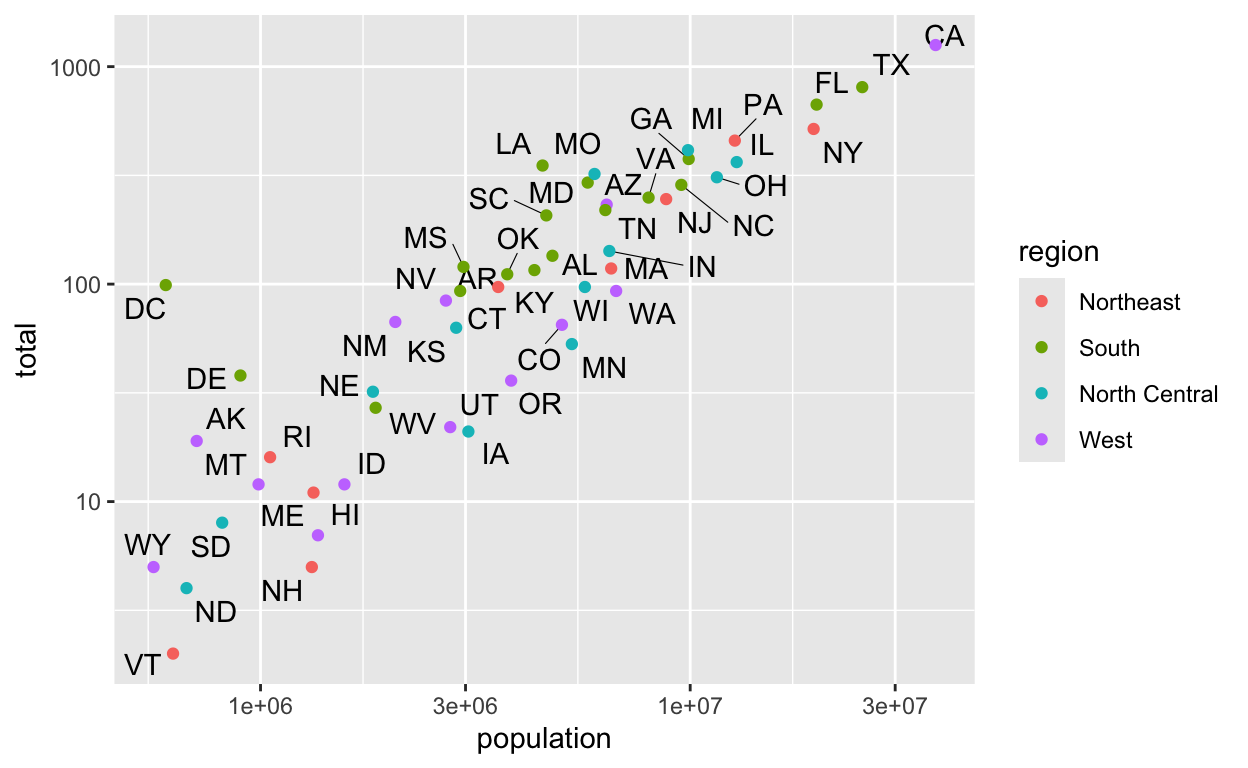 CA
TX
1000
FL
PA
GA
MI
LA
MO
IL
NY
VA
MD
AZ
OH
SC
TN
NJ
NC
MS
OK
region
NV
AR
AL
MA
IN
100
Northeast
DC
KY
CT
WI
WA
South
NM
KS
CO
MN
total
DE
NE
North Central
UT
OR
AK
WV
West
RI
IA
MT
ID
10
ME
HI
WY
SD
NH
ND
VT
1e+06
3e+06
1e+07
3e+07
population